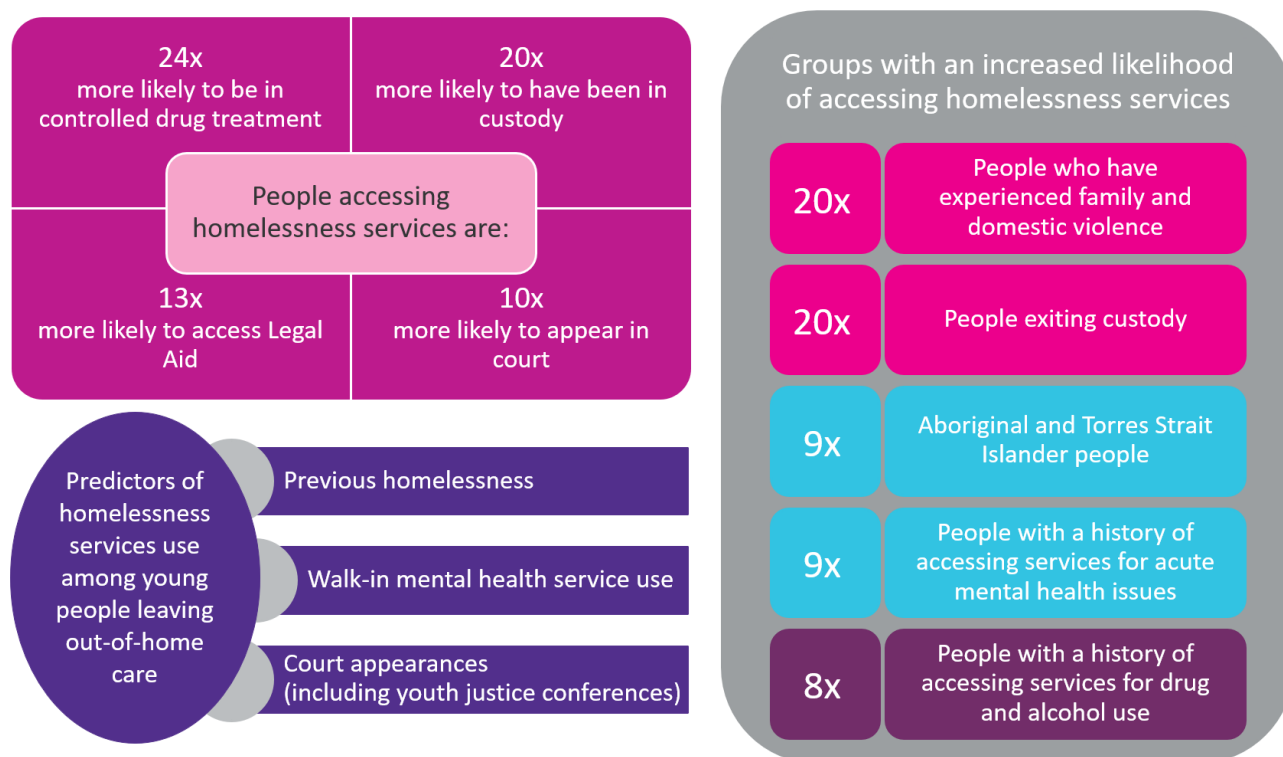 24x
more likely to be in
controlled drug treatment
20x
more likely to have been in
custody
People accessing
homelessness services are:
13x
more likely to access Legal
Aid
10x
more likely to appear in
court
Predictors of
homelessness
services use
among young
people leaving
out-of-home
care
Previous homelessness
Walk-in mental health service use
Court appearances
(including youth justice conferences)
Groups with an increased likelihood
of accessing homelessness services
20x
People who have
experienced family and
domestic violence
20x
People exiting custody
9x
Aboriginal and Torres Strait
Islander people
9x
People with a history of
accessing services for acute
mental health issues
8x
People with a history of
accessing services for drug
and alcohol use